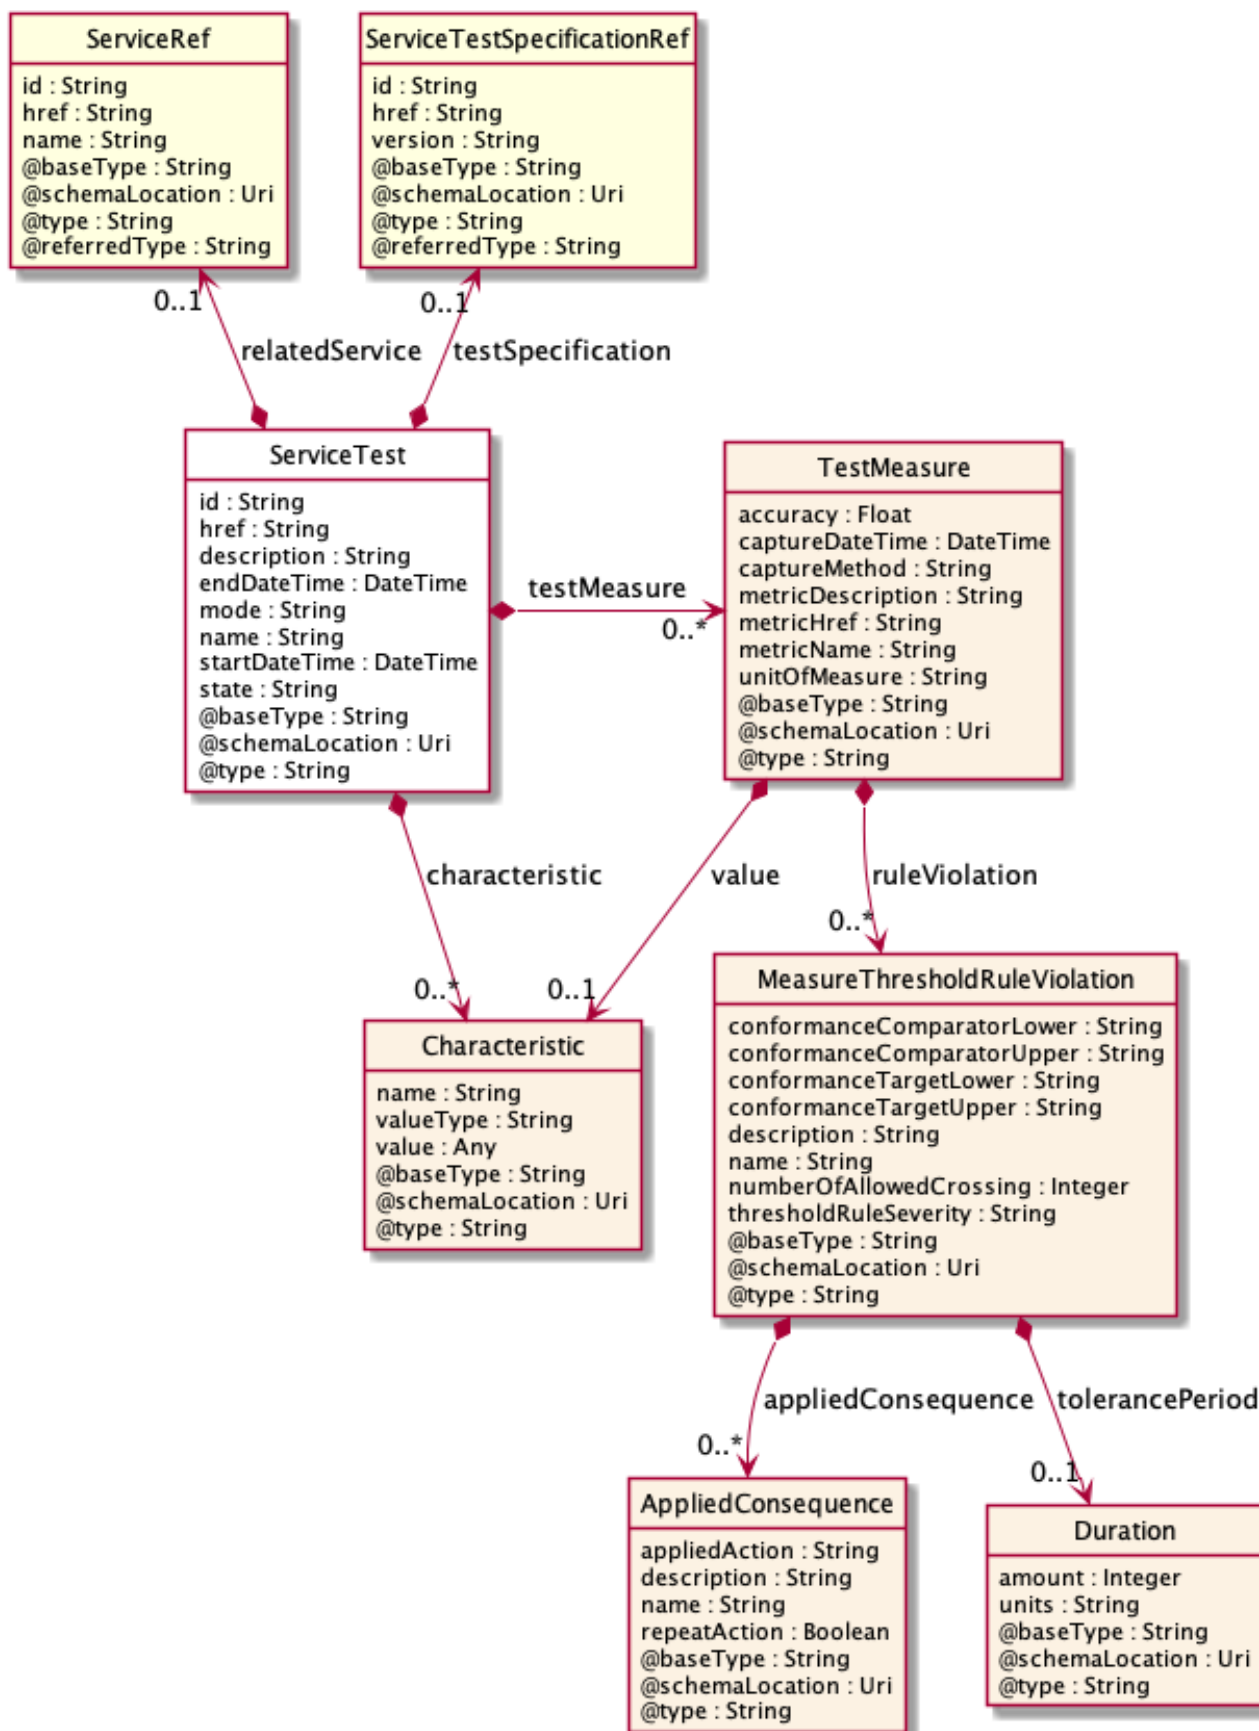 ServiceRef
id : String
href : String
name : String
@baseType : String
@schemaLocation : Uri
@type : String
@referredType : String
ServiceTestSpecificationRef
id : String
href : String
version : String
@baseType : String
@schemaLocation : Uri
@type : String
@referredType : String
0..1
0..1
relatedService
testSpecification
ServiceTest
id : String
href : String
description : String
endDateTime : DateTime
mode : String
name : String
startDateTime : DateTime
state : String
@baseType : String
@schemaLocation : Uri
@type : String
testMeasure
0..*
TestMeasure
accuracy : Float
captureDateTime : DateTime
captureMethod : String
metricDescription : String
metricHref : String
metricName : String
unitOfMeasure : String
@baseType : String
@schemaLocation : Uri
@type : String
characteristic
value
ruleViolation
0..*
0..1
0..*
Characteristic
name : String
valueType : String
value : Any
@baseType : String
@schemaLocation : Uri
@type : String
MeasureThresholdRuleViolation
conformanceComparatorLower : String
conformanceComparatorUpper : String
conformanceTargetLower : String
conformanceTargetUpper : String
description : String
name : String
numberOfAllowedCrossing : Integer
thresholdRuleSeverity : String
@baseType : String
@schemaLocation : Uri
@type : String
appliedConsequence
tolerancePeriod
0..*
0..1
AppliedConsequence
appliedAction : String
description : String
name : String
repeatAction : Boolean
@baseType : String
@schemaLocation : Uri
@type : String
Duration
amount : Integer
units : String
@baseType : String
@schemaLocation : Uri
@type : String